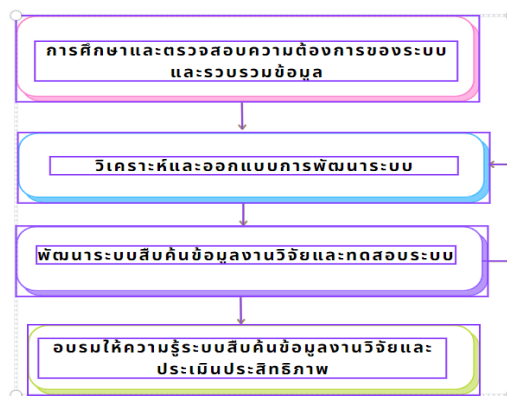 การศึกษาและตรวจสอบความต้องการของระบบ
และรวบรวมข้อมูล
วิเคราะห์และออกแบบการพัฒนาระบบ
พัฒนาระบบสืบค้นข้อมูลงานวิจัยและทดสอบระบบ
อบรมให้ความรู้ระบบสืบค้นข้อมูลงานวิจัยและ
ประเมินประสิทธิภาพ